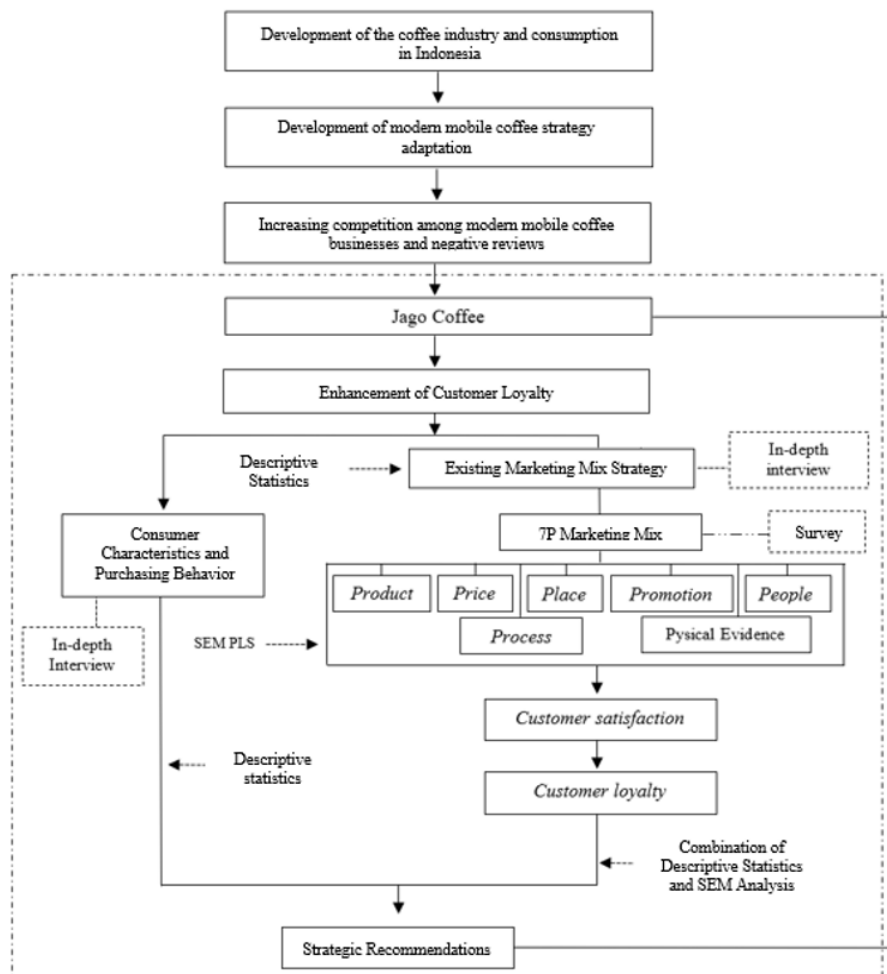 Development of the coffee industry and consumption
in Indonesia
Development of modern mobile coffee strategy
adaptation
Increasing competition among modern mobile coffee
businesses and negative reviews
Jago Coffee
Enhancement of Customer Loyalty
Descriptive
Statistics
Existing Marketing Mix Strategy
In-depth
interview
Consumer
Characteristics and
Purchasing Behavior
7P Marketing Mix
Survey
Product
Price
Place
Promotion
People
Process
Pysical Evidence
In-depth
Interview
SEM PLS
Customer satisfaction
Descriptive
statistics
Customer loyalty
Combination of
Descriptive Statistics
and SEM Analysis
Strategic Recommendations